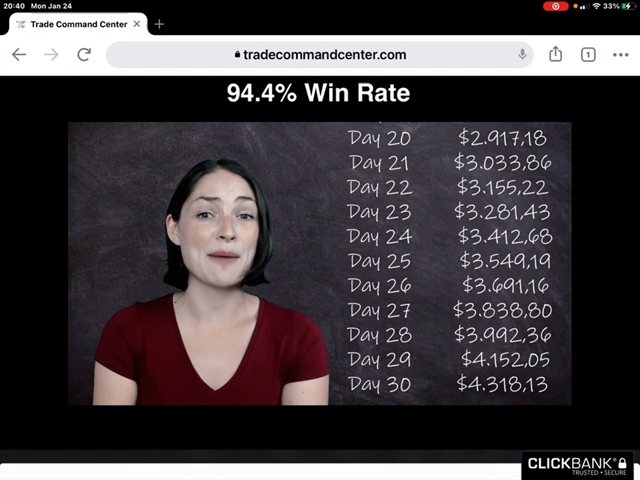 20:40 Mon Jan 24
33%
Trade Command Center
tradecommandcenter.com
1
94.4% Win Rate
Day 20 $2.917,18
Day 21 $3.033,86
Day 22 $3.155,22
Day 23 $3.281,43
Day 24 $3.412,68
Day 25 $3.549,19
Day 26 $3.691,16
Day 27 $3.838,80
Day 28 $3.992,36
Day 29 $4.152,05
Day 30 $4.318,13
CLICKBANK®
TRUSTED • SECURE